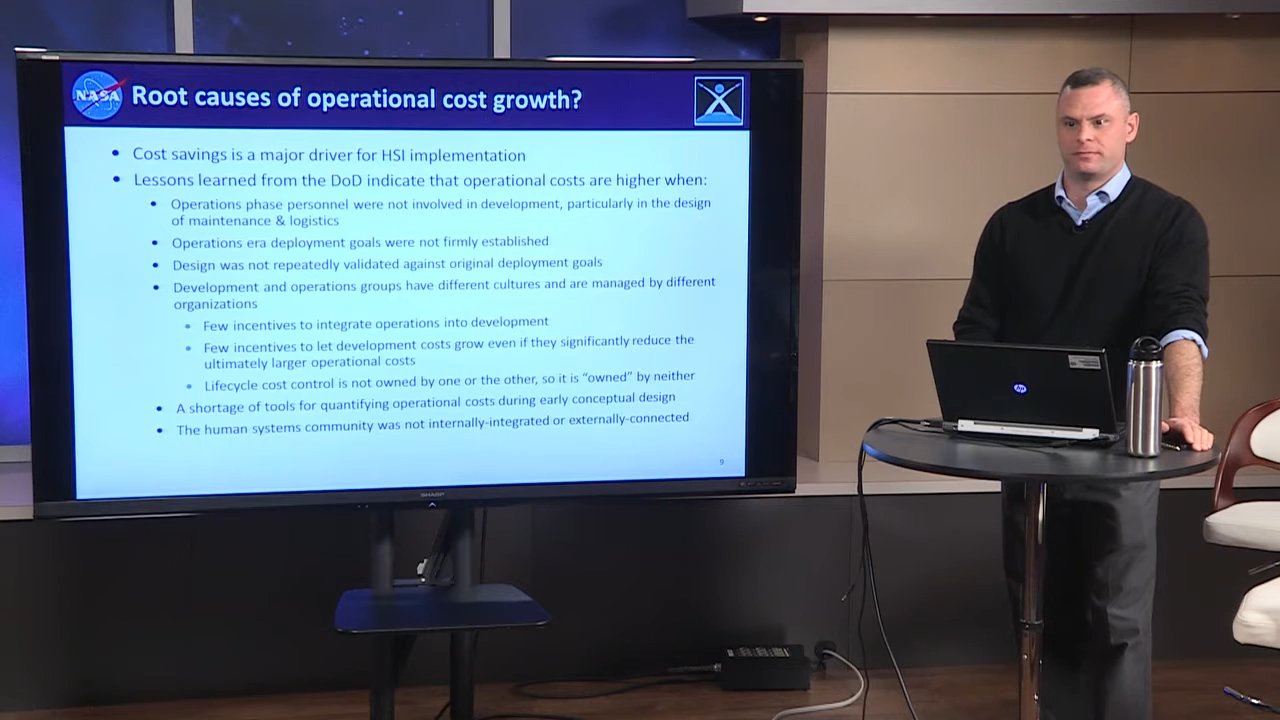 NASA
Root causes of operational cost growth?
• Cost savings is a major driver for HSI implementation
• Lessons learned from the DoD indicate that operational costs are higher when:
• Operations phase personnel were not involved in development, particularly in the design
of maintenance & logistics
• Operations era deployment goals were not firmly established
• Design was not repeatedly validated against original deployment goals
• Development and operations groups have different cultures and are managed by different
organizations
• Few incentives to integrate operations into development
• Few incentives to let development costs grow even if they significantly reduce the
ultimately larger operational costs
• Lifecycle cost control is not owned by one or the other, so it is “owned” by neither
• A shortage of tools for quantifying operational costs during early conceptual design
• The human systems community was not internally-integrated or externally-connected
9
SHARP
hp